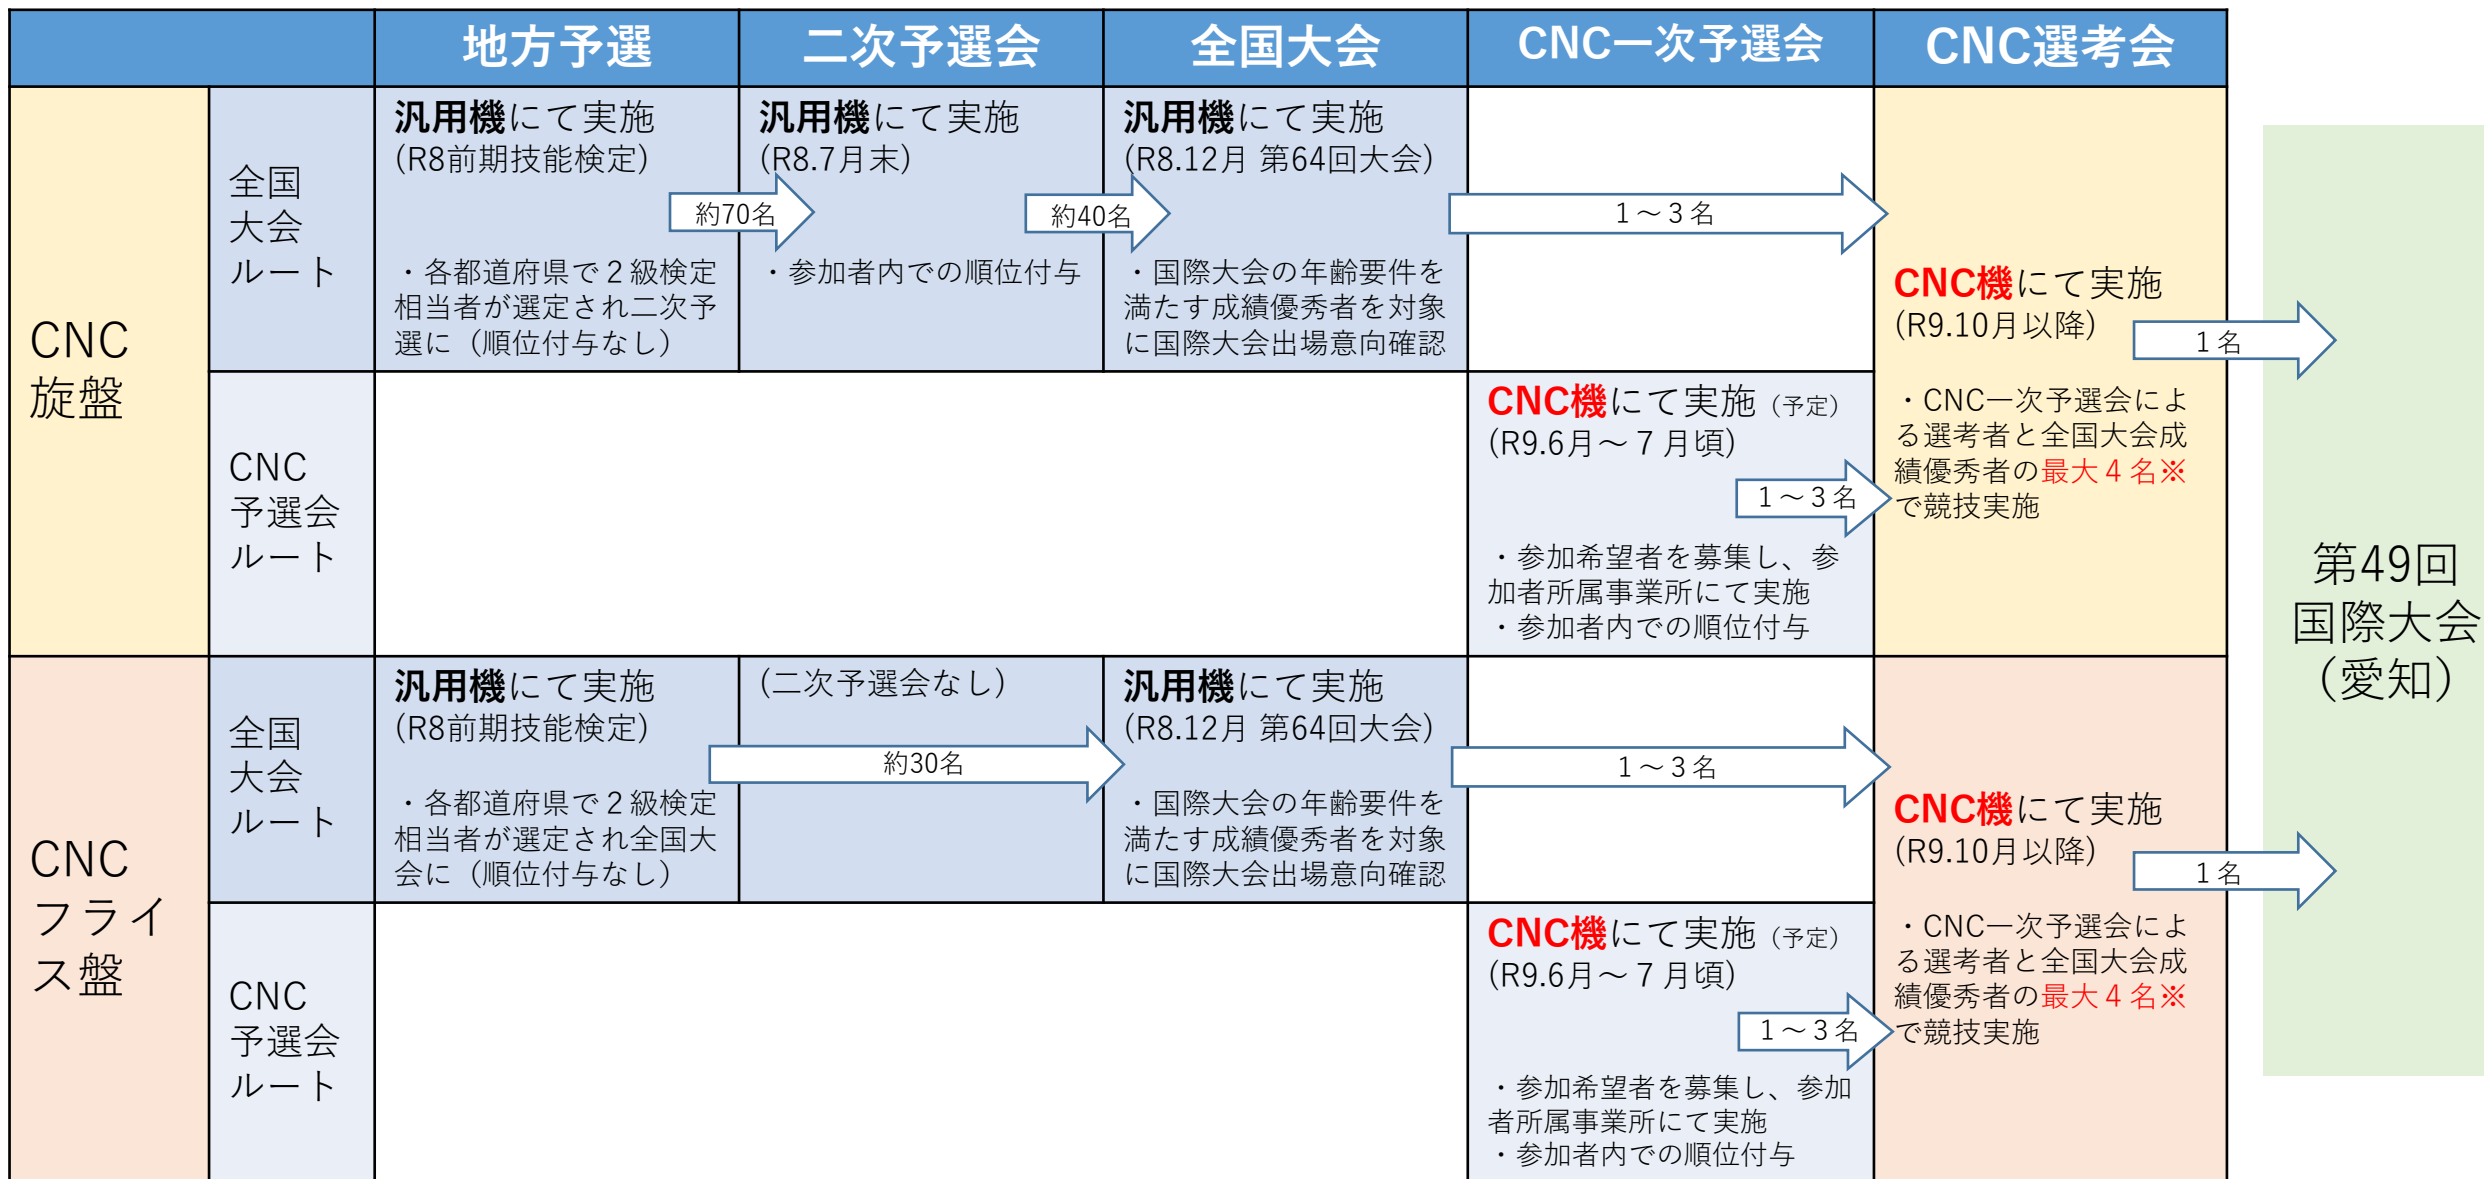 地方予選
二次予選会
全国大会
CNC一次予選会
CNC選考会
CNC
旋盤
全国
大会
ルート
汎用機にて実施
(R8前期技能検定)
約70名
・各都道府県で２級検定
相当者が選定され二次予
選に（順位付与なし）
汎用機にて実施
(R8.7月末)
約40名
・参加者内での順位付与
汎用機にて実施
(R8.12月 第64回大会)
１～３名
・国際大会の年齢要件を
満たす成績優秀者を対象
に国際大会出場意向確認
CNC
予選会
ルート
CNC機にて実施（予定）
(R9.6月～７月頃)
１～３名
・参加希望者を募集し、参
加者所属事業所にて実施
・参加者内での順位付与
CNC機にて実施
(R9.10月以降)
１名
・CNC一次予選会によ
る選考者と全国大会成
績優秀者の最大４名※
で競技実施
CNC
フライ
ス盤
全国
大会
ルート
汎用機にて実施
(R8前期技能検定)
・各都道府県で２級検定
相当者が選定され全国大
会に（順位付与なし）
(二次予選会なし)
約30名
汎用機にて実施
(R8.12月 第64回大会)
１～３名
・国際大会の年齢要件を
満たす成績優秀者を対象
に国際大会出場意向確認
CNC
予選会
ルート
CNC機にて実施（予定）
(R9.6月～７月頃)
１～３名
・参加希望者を募集し、参加
者所属事業所にて実施
・参加者内での順位付与
CNC機にて実施
(R9.10月以降)
１名
・CNC一次予選会によ
る選考者と全国大会成
績優秀者の最大４名※
で競技実施
第49回
国際大会
（愛知）